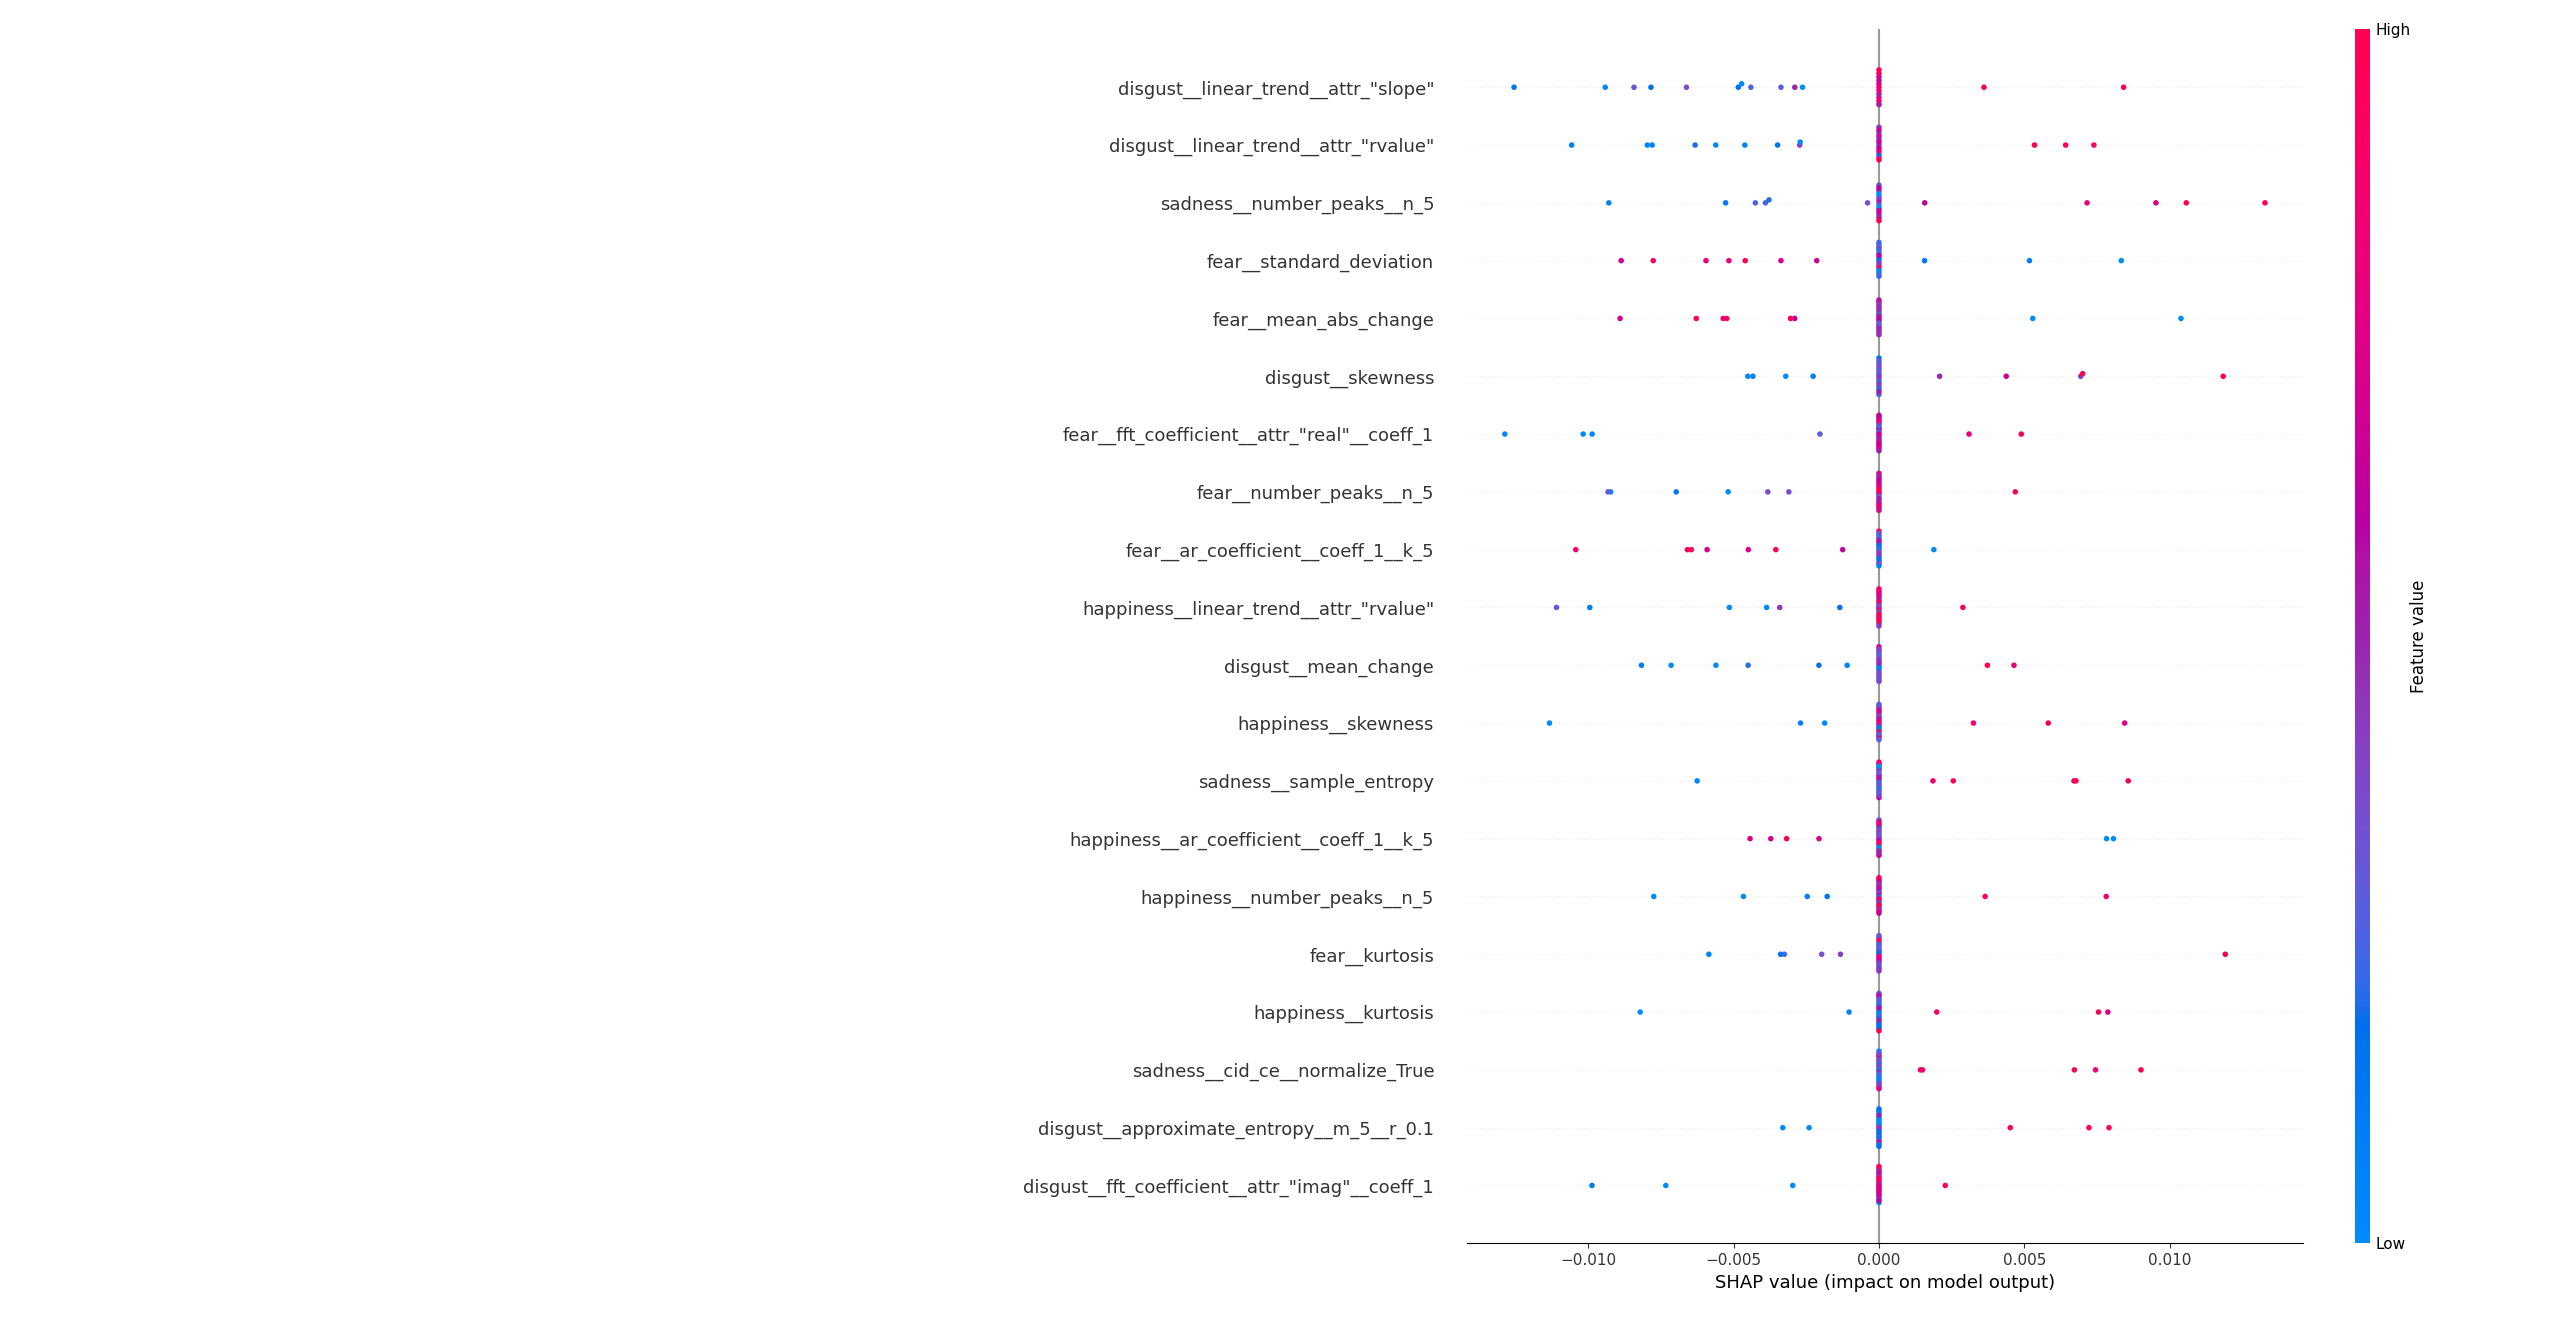 High
disgust__linear_trend__attr_"slope"
disgust__linear_trend__attr_"rvalue"
sadness__number_peaks__n_5
fear__standard_deviation
fear__mean_abs_change
disgust__skewness
fear__fft_coefficient__attr_"real"__coeff_1
fear__number_peaks__n_5
fear__ar_coefficient__coeff_1__k_5
happiness__linear_trend__attr_"rvalue"
disgust__mean_change
happiness__skewness
sadness__sample_entropy
happiness__ar_coefficient__coeff_1__k_5
happiness__number_peaks__n_5
fear__kurtosis
happiness__kurtosis
sadness__cid_ce__normalize_True
disgust__approximate_entropy__m_5__r_0.1
disgust__fft_coefficient__attr_"imag"__coeff_1
Feature value
Low
−0.010 −0.005 0.000 0.005 0.010
SHAP value (impact on model output)